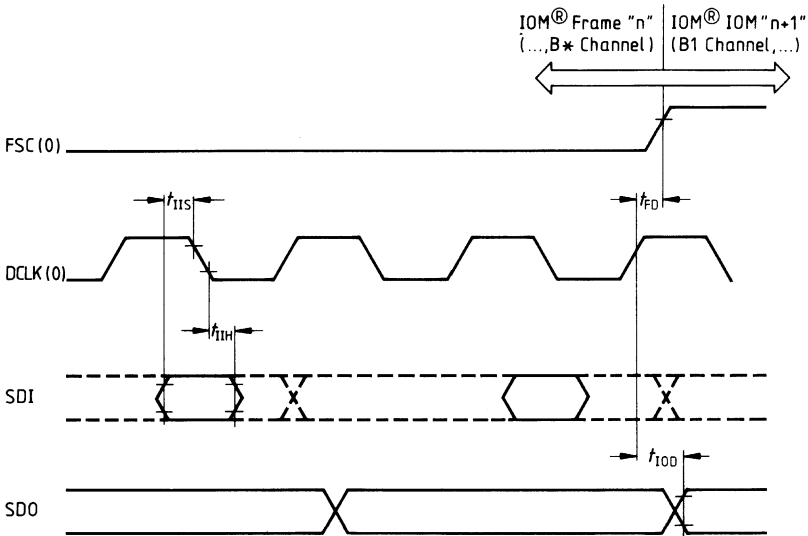 IOM® Frame "n"
(...,B* Channel)
IOM® IOM "n+1"
(B1 Channel,...)
FSC(0)
tIIS
tFD
DCLK(0)
tIIH
SDI
tIOD
SDO